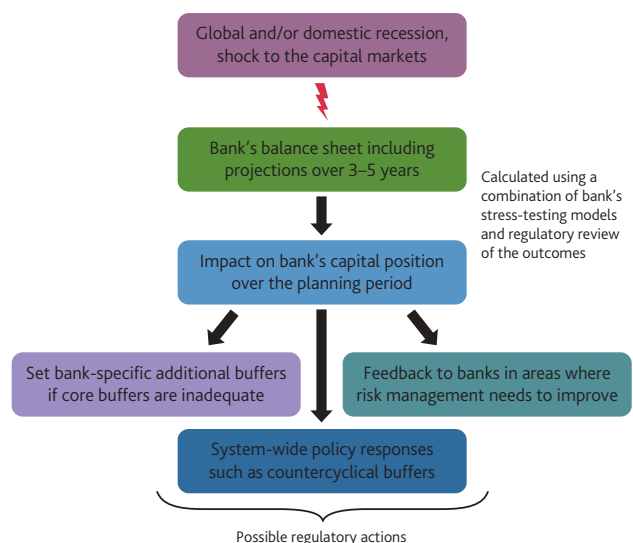 Global and/or domestic recession,
shock to the capital markets
Bank's balance sheet including
projections over 3–5 years
Calculated using a
combination of bank's
stress-testing models
and regulatory review
of the outcomes
Impact on bank's capital position
over the planning period
Set bank-specific additional buffers
if core buffers are inadequate
Feedback to banks in areas where
risk management needs to improve
System-wide policy responses
such as countercyclical buffers
Possible regulatory actions